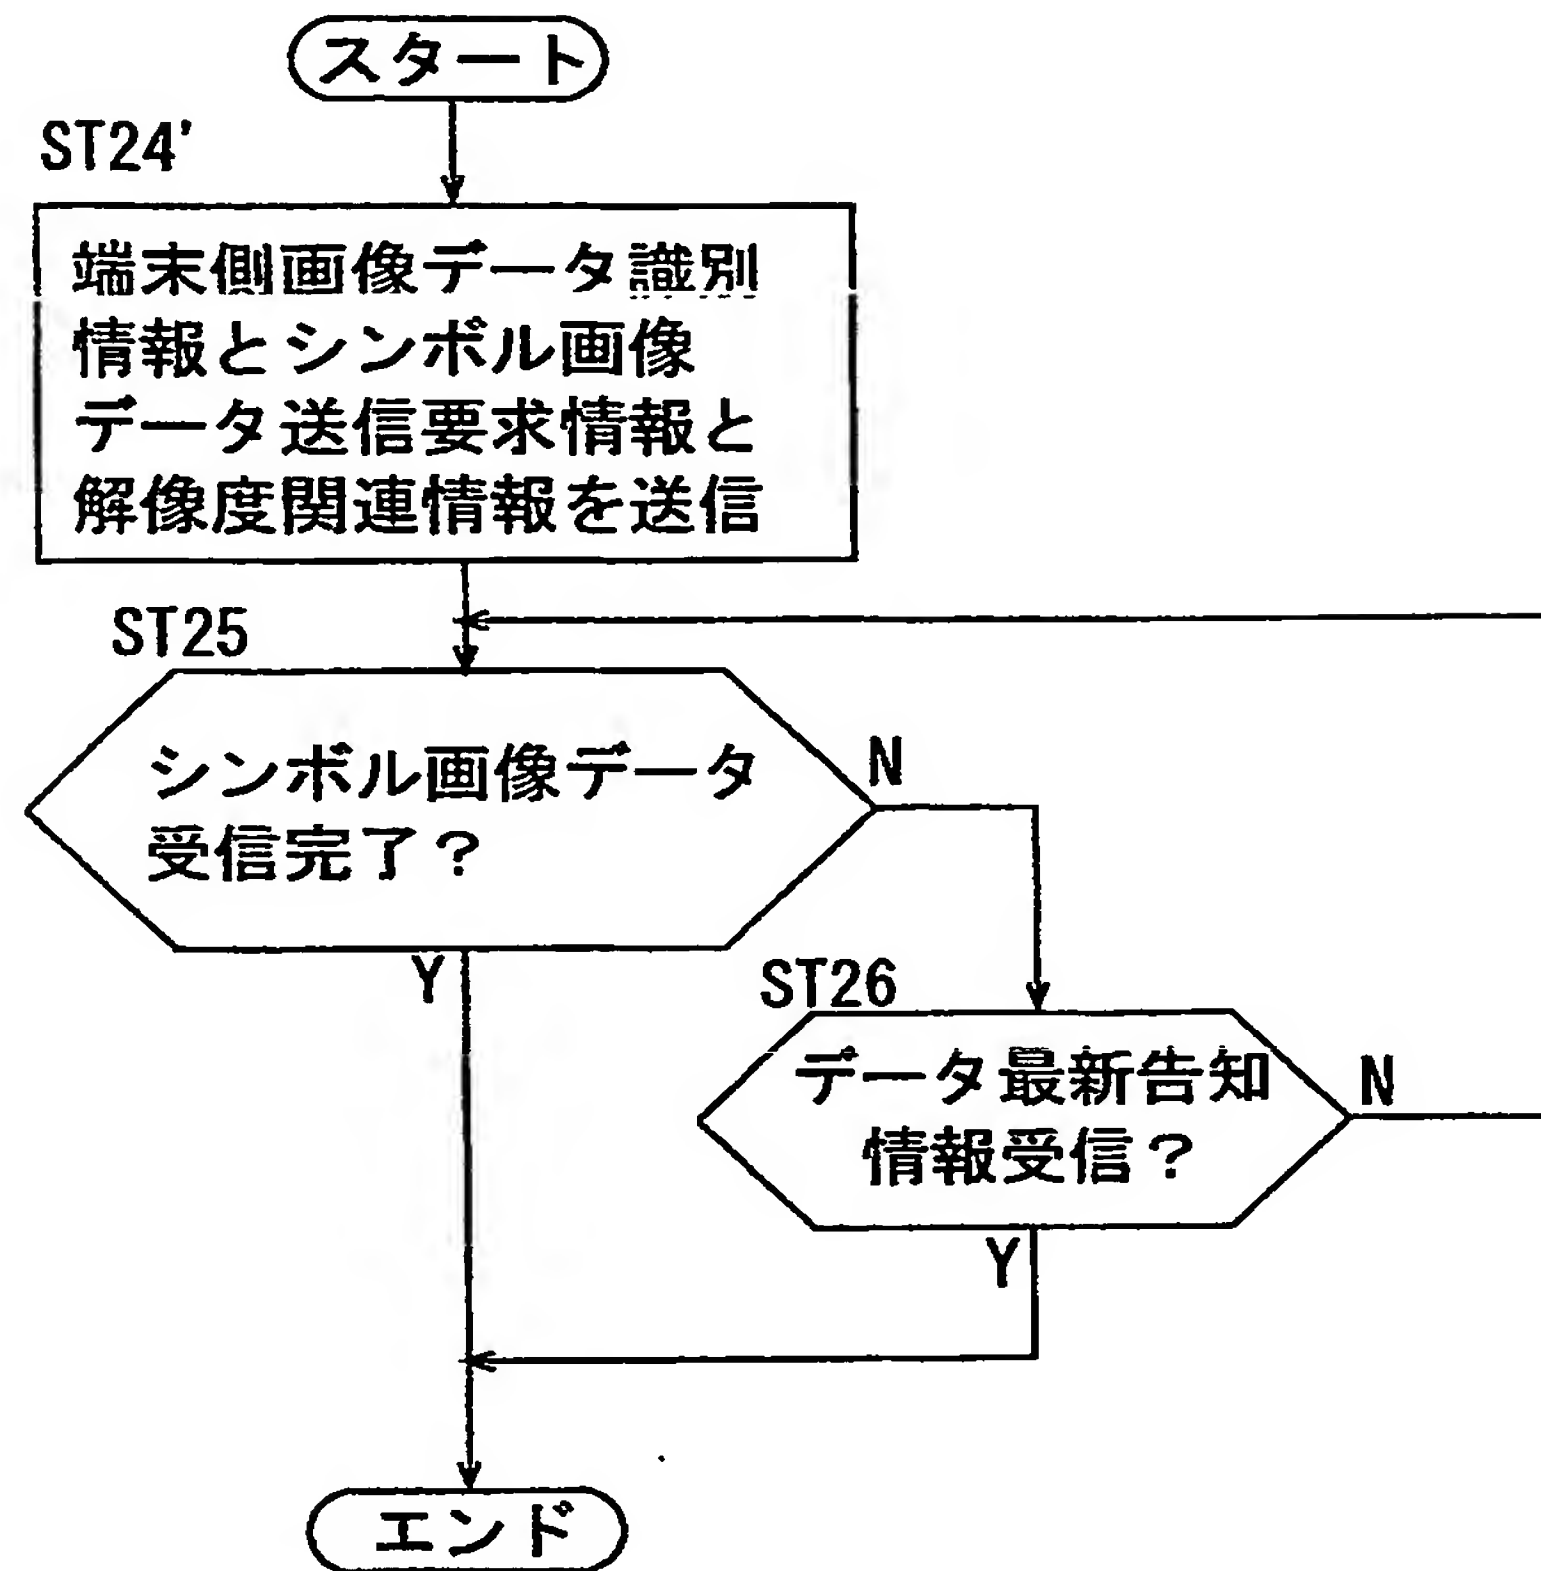 スタート
ST24'
端末側画像データ識別
情報とシンボル画像
データ送信要求情報と
解像度関連情報を送信
ST25
シンボル画像データ
受信完了？
N
Y
ST26
データ最新告知
情報受信？
N
Y
エンド